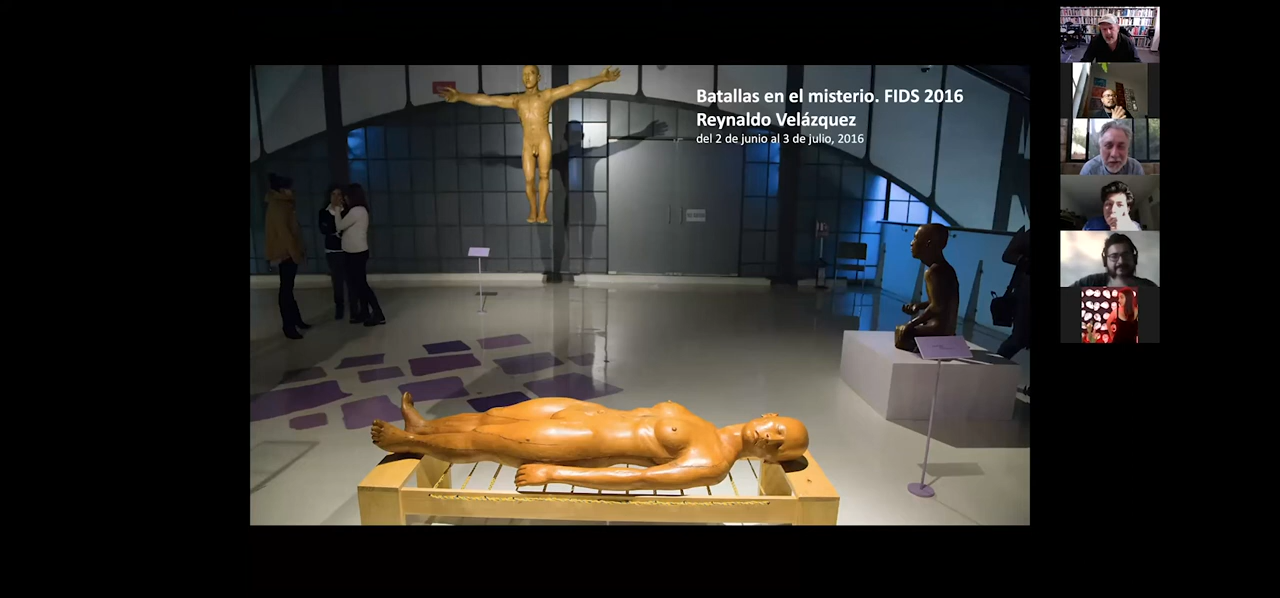 Batallas en el misterio. FIDS 2016
Reynaldo Velázquez
del 2 de junio al 3 de julio, 2016